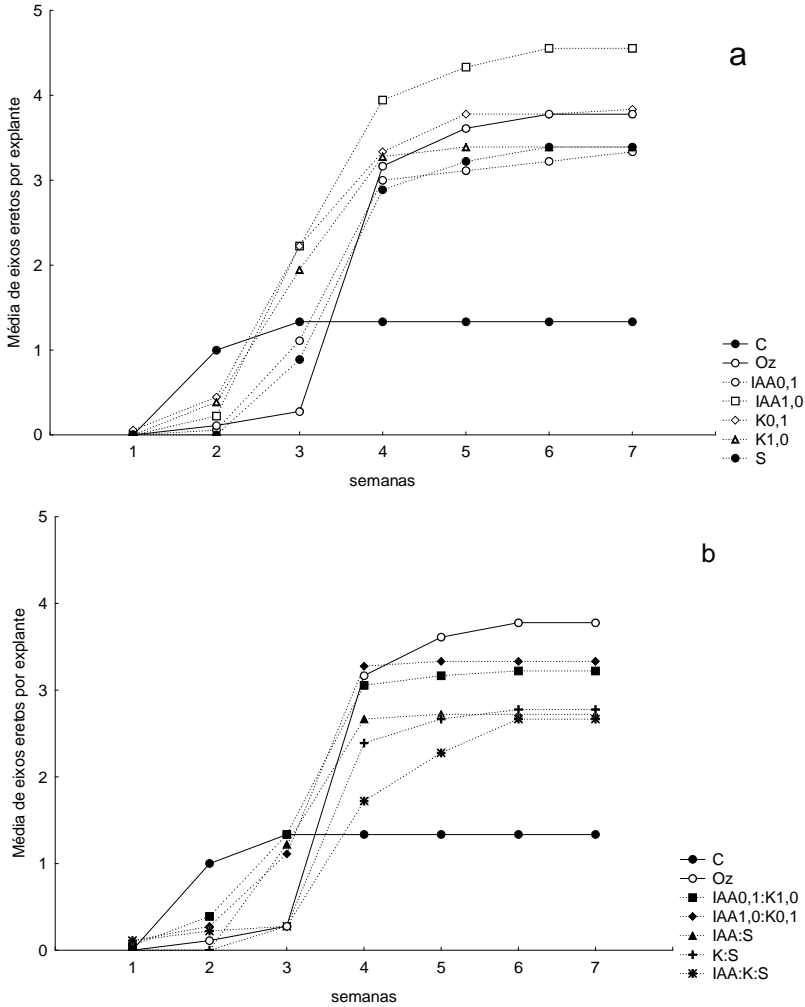 a
Média de eixos eretos por explante
5
4
3
2
1
0
1 2 3 4 5 6 7
semanas
C
Oz
IAA0,1
IAA1,0
K0,1
K1,0
S
b
Média de eixos eretos por explante
5
4
3
2
1
0
1 2 3 4 5 6 7
semanas
C
Oz
IAA0,1:K1,0
IAA1,0:K0,1
IAA:S
K:S
IAA:K:S